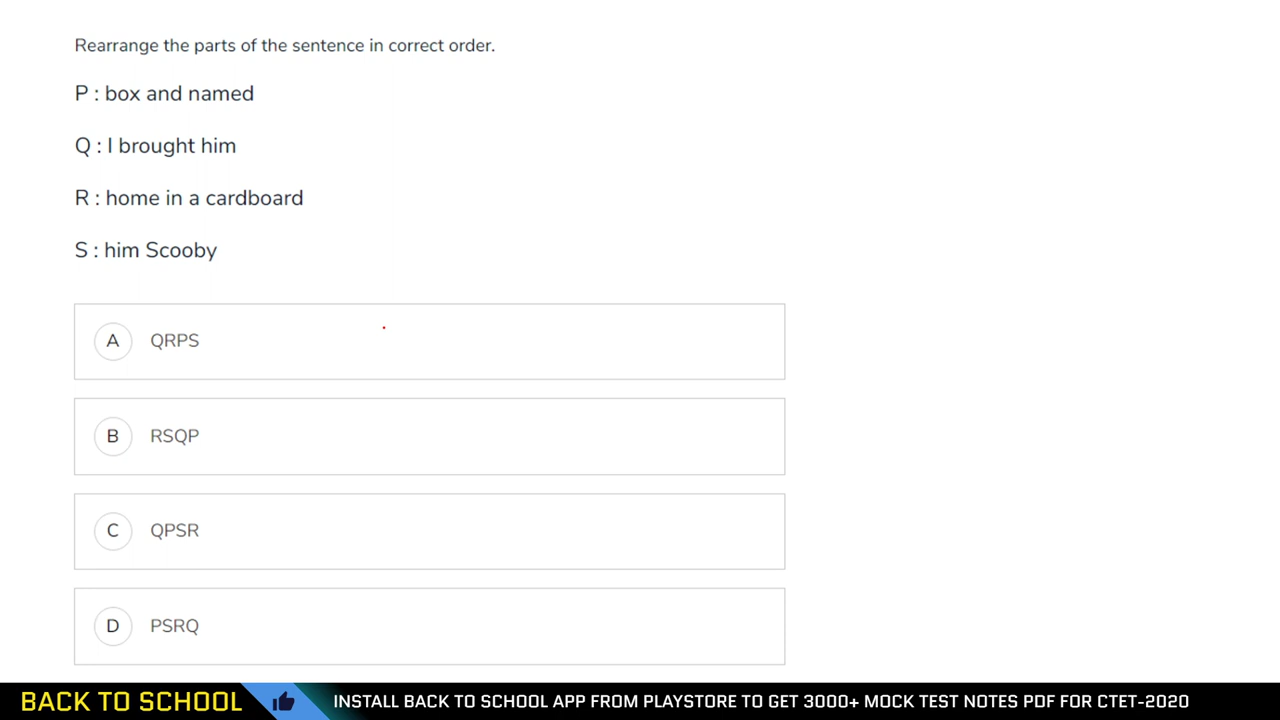 Rearrange the parts of the sentence in correct order.
P : box and named
Q : I brought him
R : home in a cardboard
S : him Scooby
A QRPS
B RSQP
C QPSR
D PSRQ
BACK TO SCHOOL INSTALL BACK TO SCHOOL APP FROM PLAYSTORE TO GET 3000+ MOCK TEST NOTES PDF FOR CTET-2020